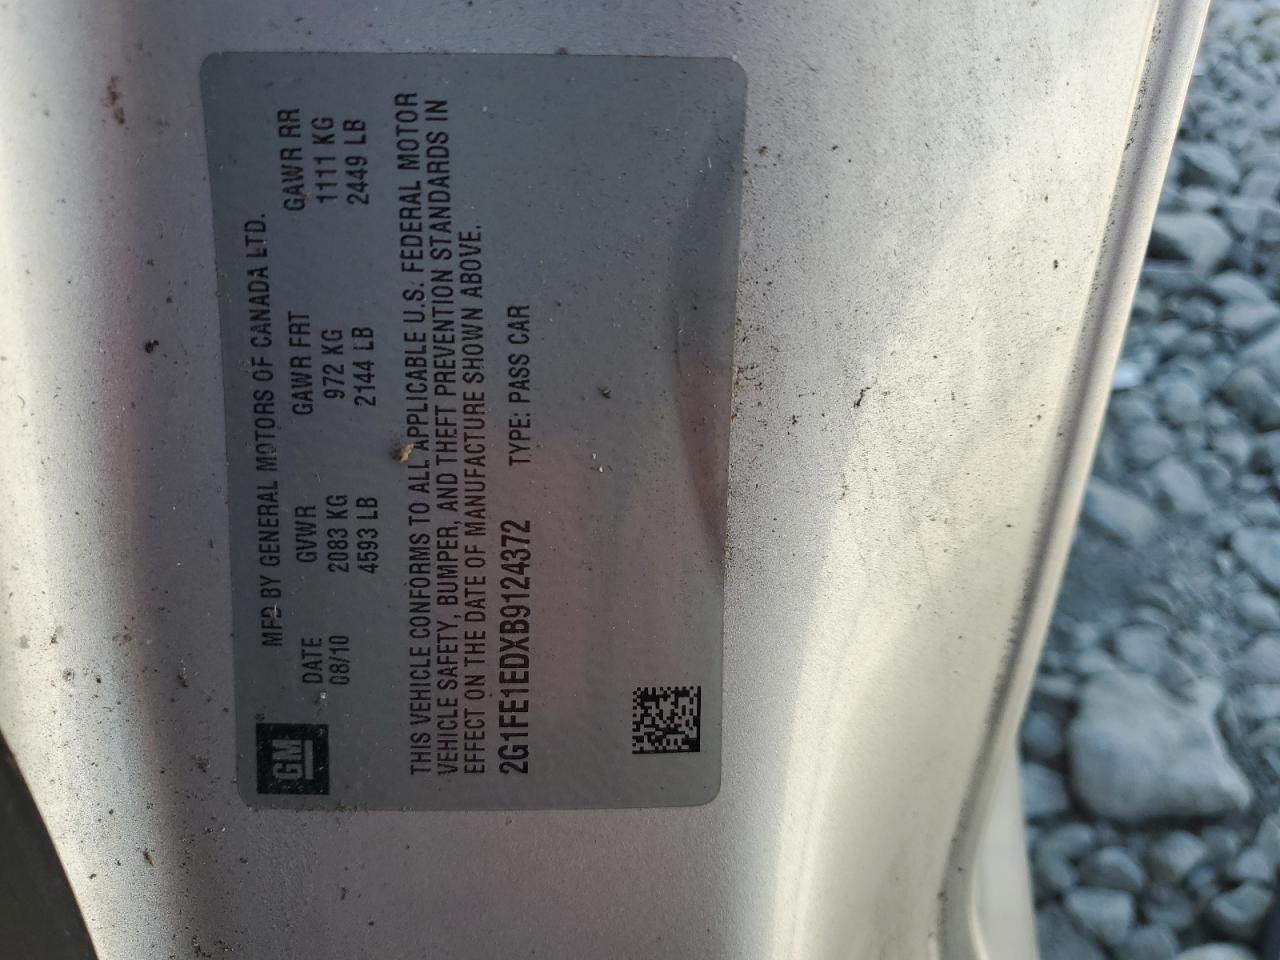 GM
MFD BY GENERAL MOTORS OF CANADA LTD.
DATE GVWR GAWR FRT GAWR RR
08/10 2083 KG 972 KG 1111 KG
4593 LB 2144 LB 2449 LB
THIS VEHICLE CONFORMS TO ALL APPLICABLE U.S. FEDERAL MOTOR
VEHICLE SAFETY, BUMPER, AND THEFT PREVENTION STANDARDS IN
EFFECT ON THE DATE OF MANUFACTURE SHOWN ABOVE.
2G1FE1EDXB9124372 TYPE: PASS CAR